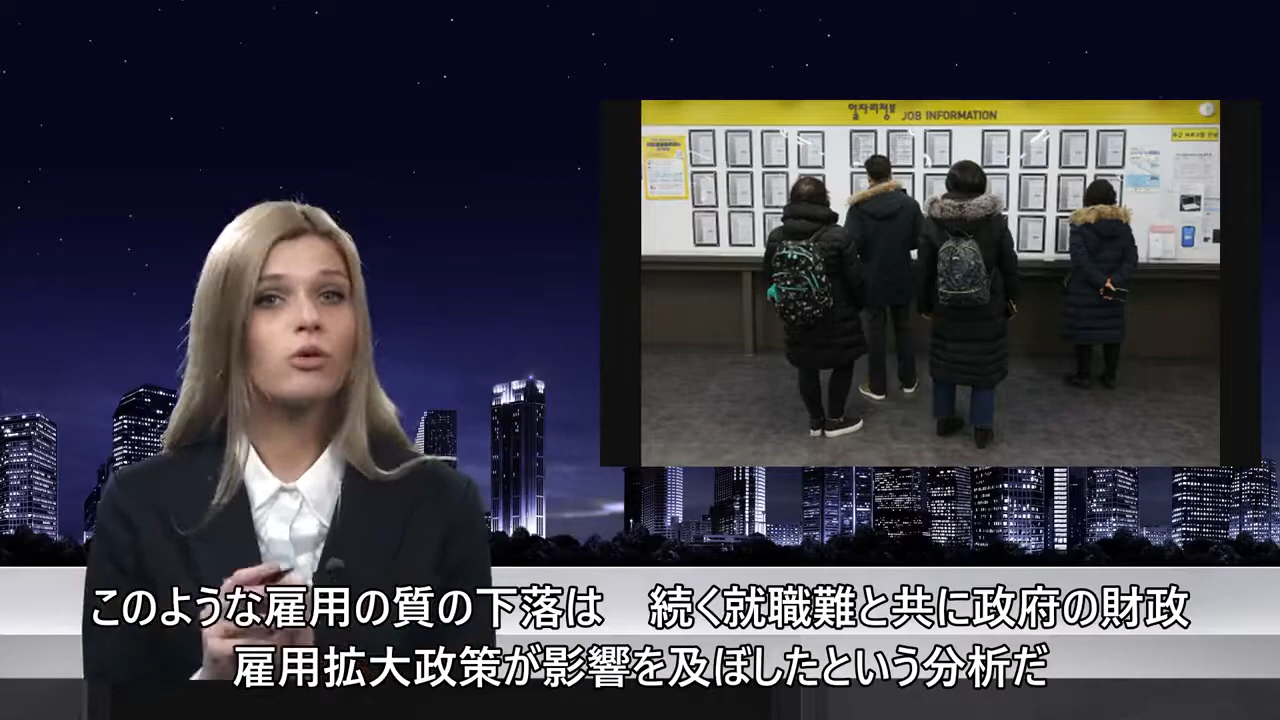 일자리정보 JOB INFORMATION
このような雇用の質の下落は　続く就職難と共に政府の財政
雇用拡大政策が影響を及ぼしたという分析だ